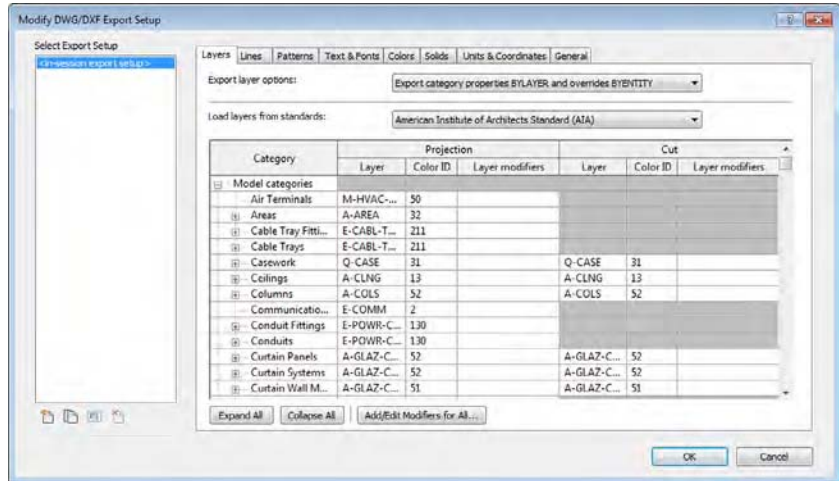 Modify DWG/DXF Export Setup
Select Export Setup
<in-session export setup>
Layers Lines Patterns Text & Fonts Colors Solids Units & Coordinates General
Export layer options: Export category properties BYLAYER and overrides BYENTITY
Load layers from standards: American Institute of Architects Standard (AIA)
Category Projection Cut
Layer Color ID Layer modifiers Layer Color ID Layer modifiers
Model categories
Air Terminals M-HVAC-... 50
Areas A-AREA 32
Cable Tray Fitti... E-CABL-T... 211
Cable Trays E-CABL-T... 211
Casework Q-CASE 31 Q-CASE 31
Ceilings A-CLNG 13 A-CLNG 13
Columns A-COLS 52 A-COLS 52
Communicatio... E-COMM 2
Conduit Fittings E-POWR-C... 130
Conduits E-POWR-C... 130
Curtain Panels A-GLAZ-C... 52 A-GLAZ-C... 52
Curtain Systems A-GLAZ-C... 52 A-GLAZ-C... 52
Curtain Wall M... A-GLAZ-C... 51 A-GLAZ-C... 51
Expand All Collapse All Add/Edit Modifiers for All...
OK Cancel